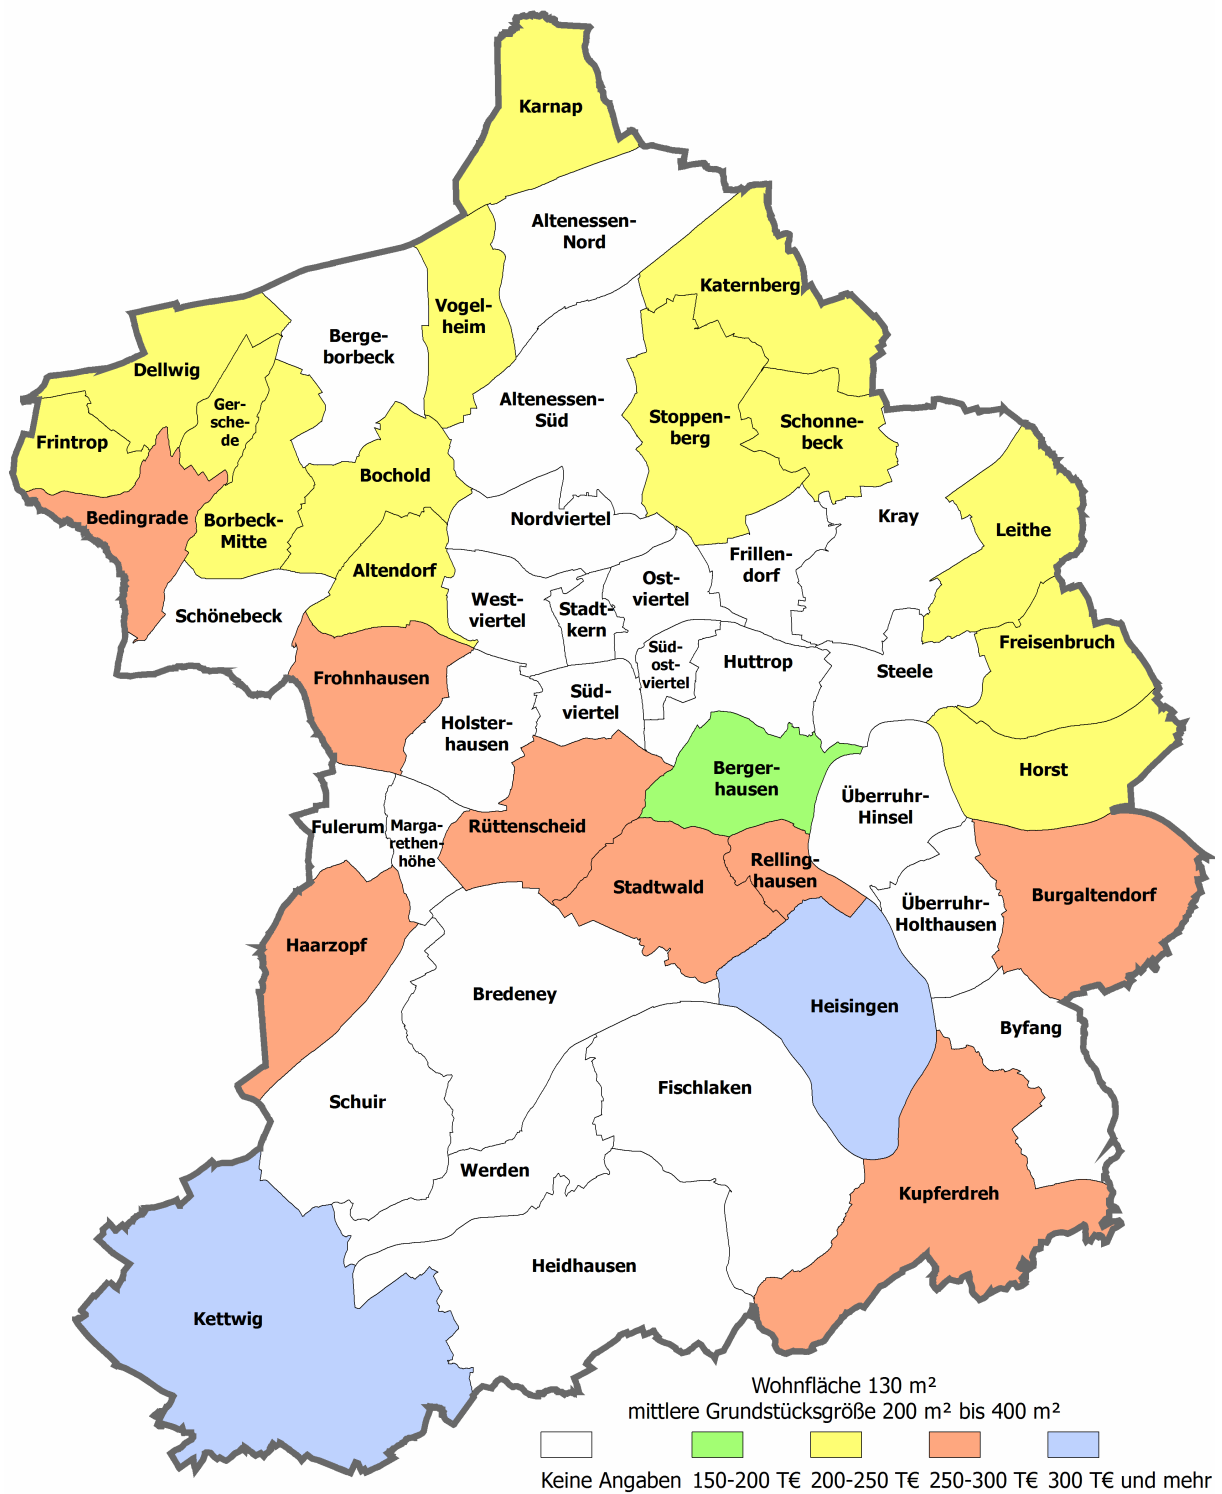 Karnap
Altenessen-
Nord
Katernberg
Vogel-
heim
Berge-
borbeck
Dellwig
Ger-
sche-
de
Altenessen-
Süd
Stoppen-
berg
Schonne-
beck
Frintrop
Bochold
Bedingrade
Borbeck-
Mitte
Nordviertel
Kray
Leithe
Frillen-
dorf
Altendorf
Ost-
viertel
West-
viertel
Stadt-
kern
Schönebeck
Freisenbruch
Süd-
ost-
viertel
Huttrop
Steele
Frohnhausen
Süd-
viertel
Holster-
hausen
Berger-
hausen
Horst
Überruhr-
Hinsel
Fulerum
Marga-
rethen-
höhe
Rüttenscheid
Relling-
hausen
Stadtwald
Burgaltendorf
Überruhr-
Holthausen
Haarzopf
Bredeney
Heisingen
Byfang
Fischlaken
Schuir
Werden
Kupferdreh
Heidhausen
Kettwig
Wohnfläche 130 m²
mittlere Grundstücksgröße 200 m² bis 400 m²
Keine Angaben 150-200 T€ 200-250 T€ 250-300 T€ 300 T€ und mehr